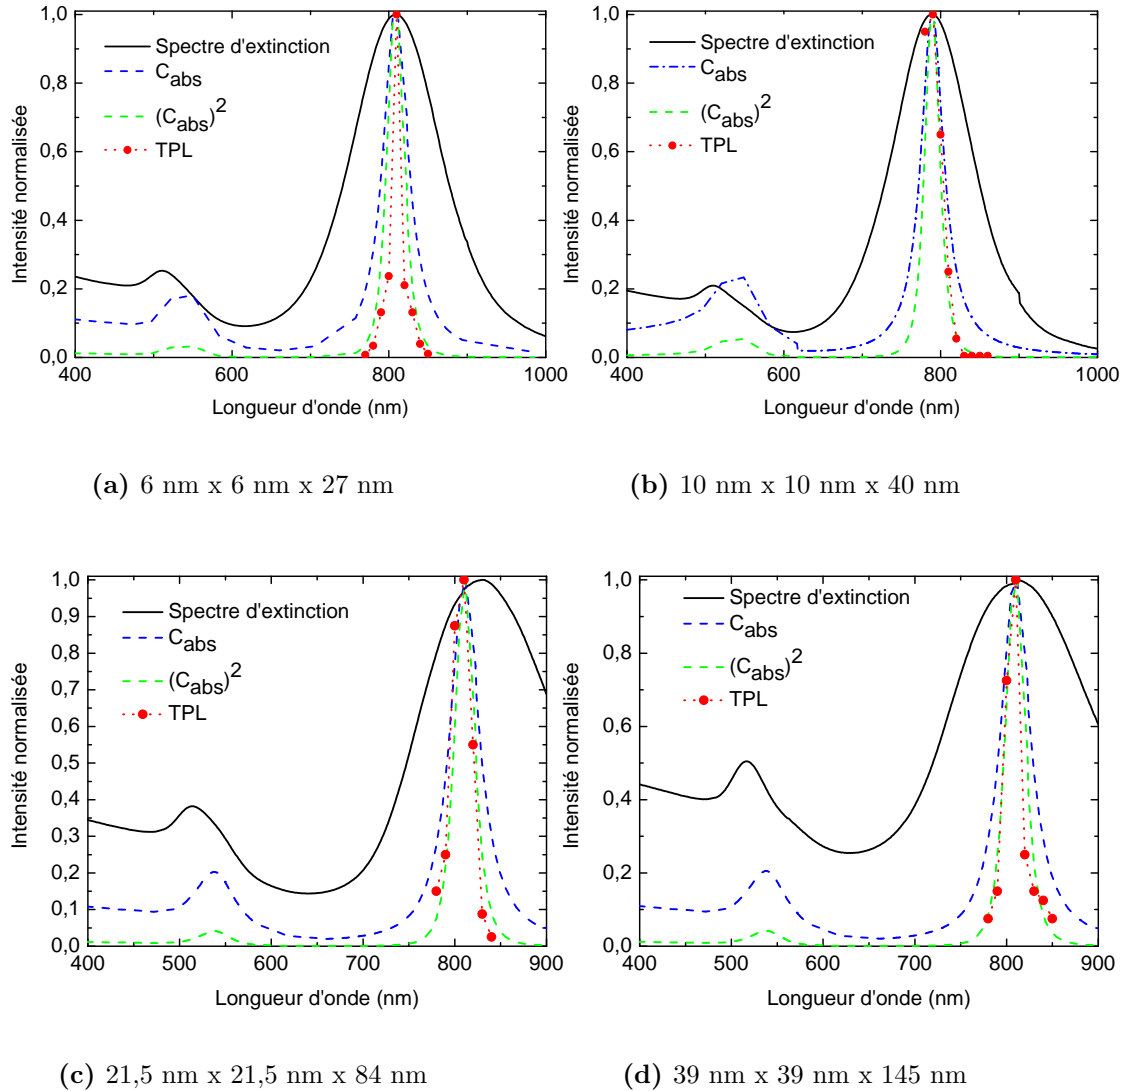 1,0
0,8
0,6
0,4
0,2
0,0
Intensité normalisée
Spectre d'extinction
C_abs
(C_abs)^2
TPL
400 600 800 1000
Longueur d'onde (nm)
(a) 6 nm x 6 nm x 27 nm
1,0
0,8
0,6
0,4
0,2
0,0
Intensité normalisée
Spectre d'extinction
C_abs
(C_abs)^2
TPL
400 600 800 1000
Longueur d'onde (nm)
(b) 10 nm x 10 nm x 40 nm
1,0
0,9
0,8
0,7
0,6
0,5
0,4
0,3
0,2
0,1
0,0
Intensité normalisée
Spectre d'extinction
C_abs
(C_abs)^2
TPL
400 500 600 700 800 900
Longueur d'onde (nm)
(c) 21,5 nm x 21,5 nm x 84 nm
1,0
0,8
0,6
0,4
0,2
0,0
Intensité normalisée
Spectre d'extinction
C_abs
(C_abs)^2
TPL
400 500 600 700 800 900
Longueur d'onde (nm)
(d) 39 nm x 39 nm x 145 nm